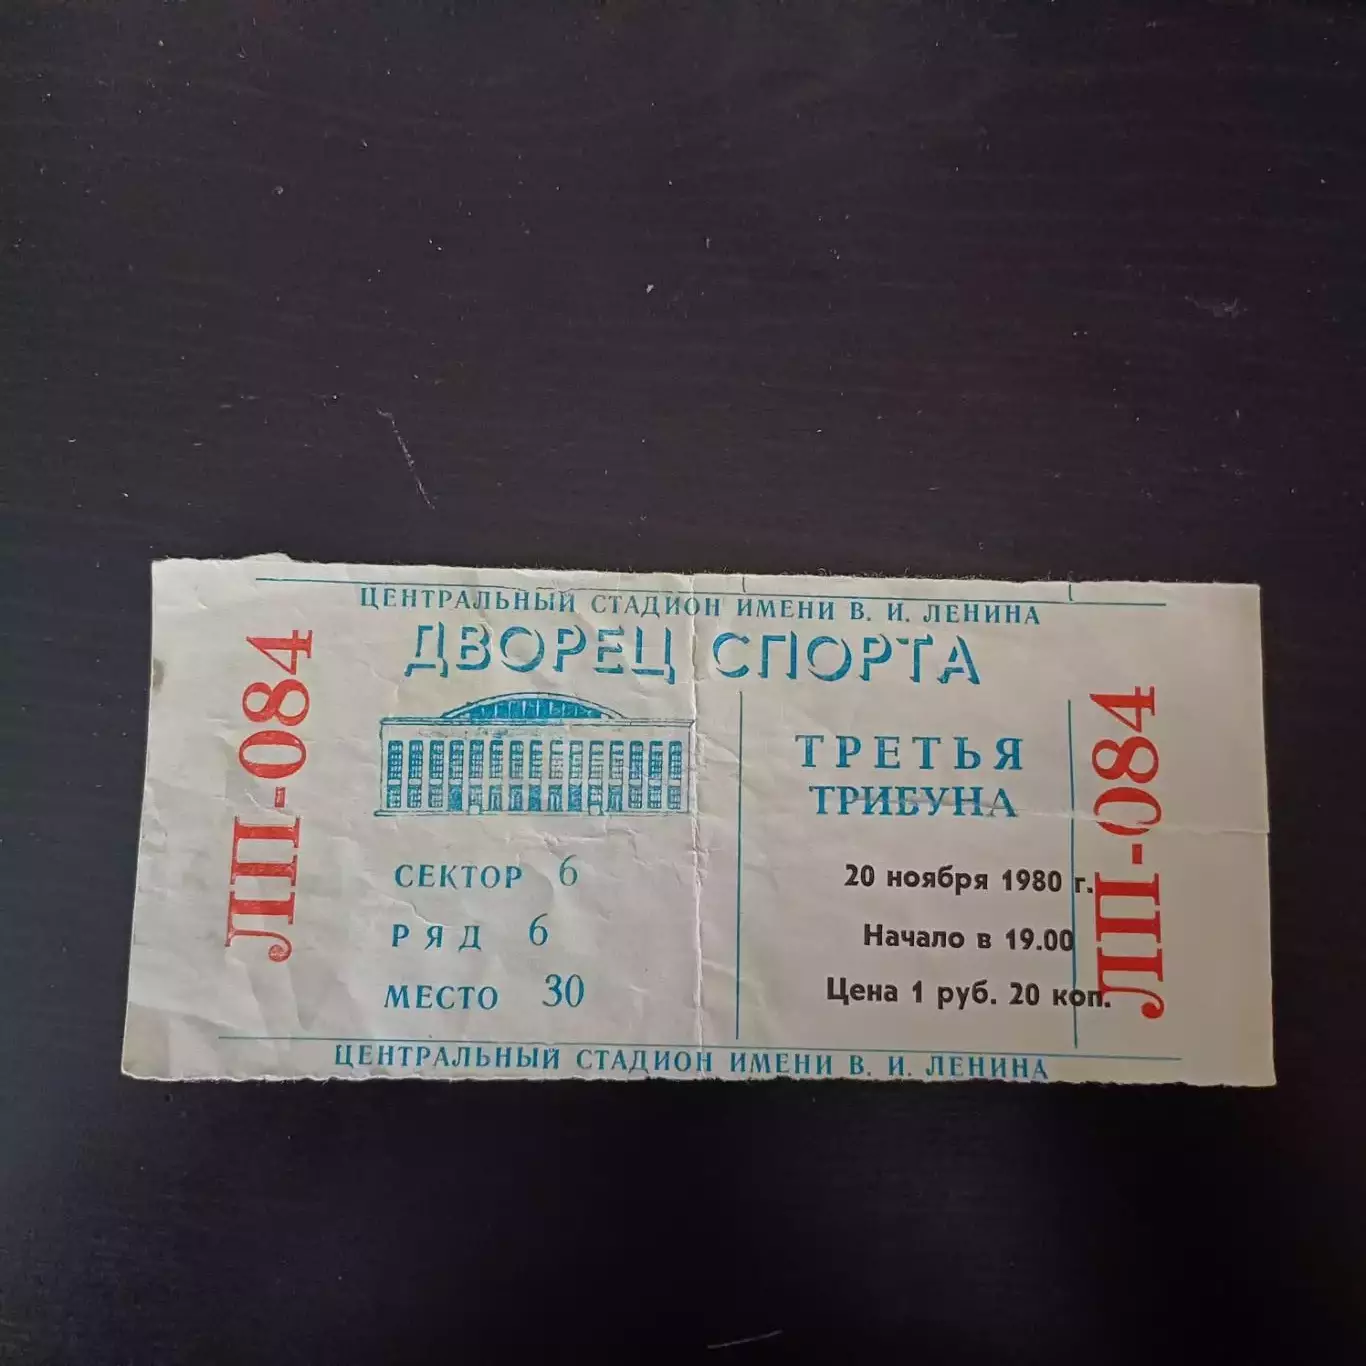 ЦЕНТРАЛЬНЫЙ СТАДИОН ИМЕНИ В. И. ЛЕНИНА
ДВОРЕЦ СПОРТА
ЛП-084
СЕКТОР 6
РЯД 6
МЕСТО 30
ТРЕТЬЯ
ТРИБУНА
20 ноября 1980 г.
Начало в 19.00
Цена 1 руб. 20 коп.
ЛП-084
ЦЕНТРАЛЬНЫЙ СТАДИОН ИМЕНИ В. И. ЛЕНИНА